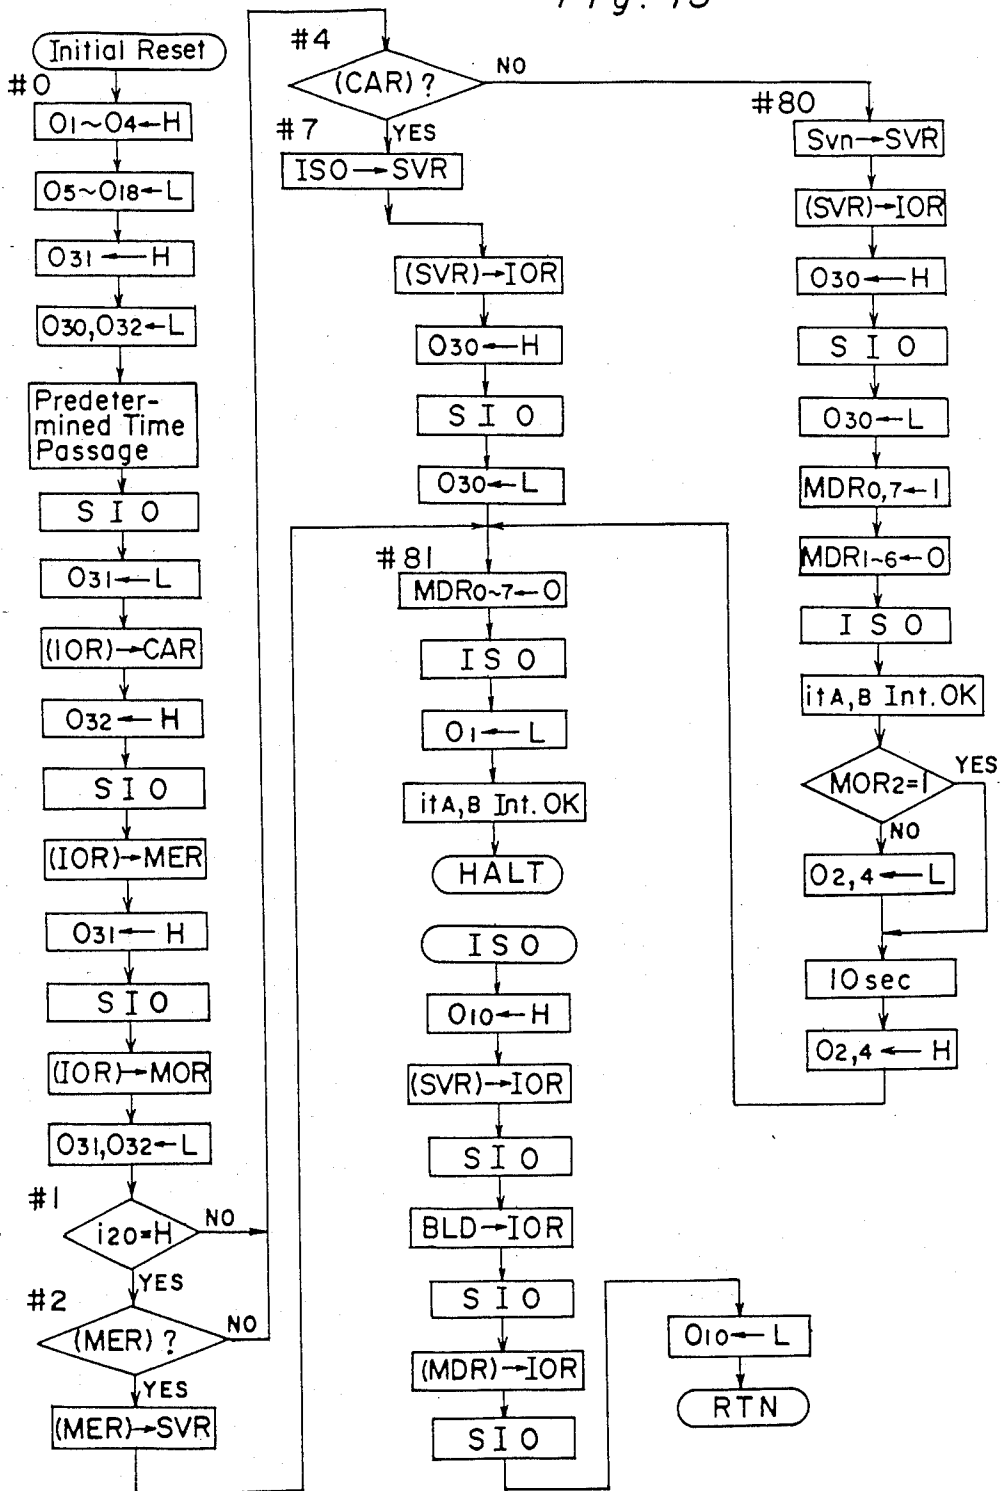 Fig. 13
Initial Reset
#0
O1~O4←H
O5~O18←L
O31←H
O30,O32←L
Predeter-
mined Time
Passage
SIO
O31←L
(IOR)→CAR
O32←H
SIO
(IOR)→MER
O31←H
SIO
(IOR)→MOR
O31,O32←L
#1
i20=H
NO
YES
#2
(MER)?
NO
YES
(MER)→SVR
#4
(CAR)?
NO
YES
#7
ISO→SVR
(SVR)→IOR
O30←H
SIO
O30←L
#81
MDR0~7←0
ISO
O1←L
itA,B Int.OK
HALT
ISO
O10←H
(SVR)→IOR
SIO
BLD→IOR
SIO
(MDR)→IOR
SIO
O10←L
RTN
#80
Svn→SVR
(SVR)→IOR
O30←H
SIO
O30←L
MDR0,7←1
MDR1~6←0
ISO
itA,B Int.OK
MOR2=1
YES
NO
O2,4←L
10sec
O2,4←H